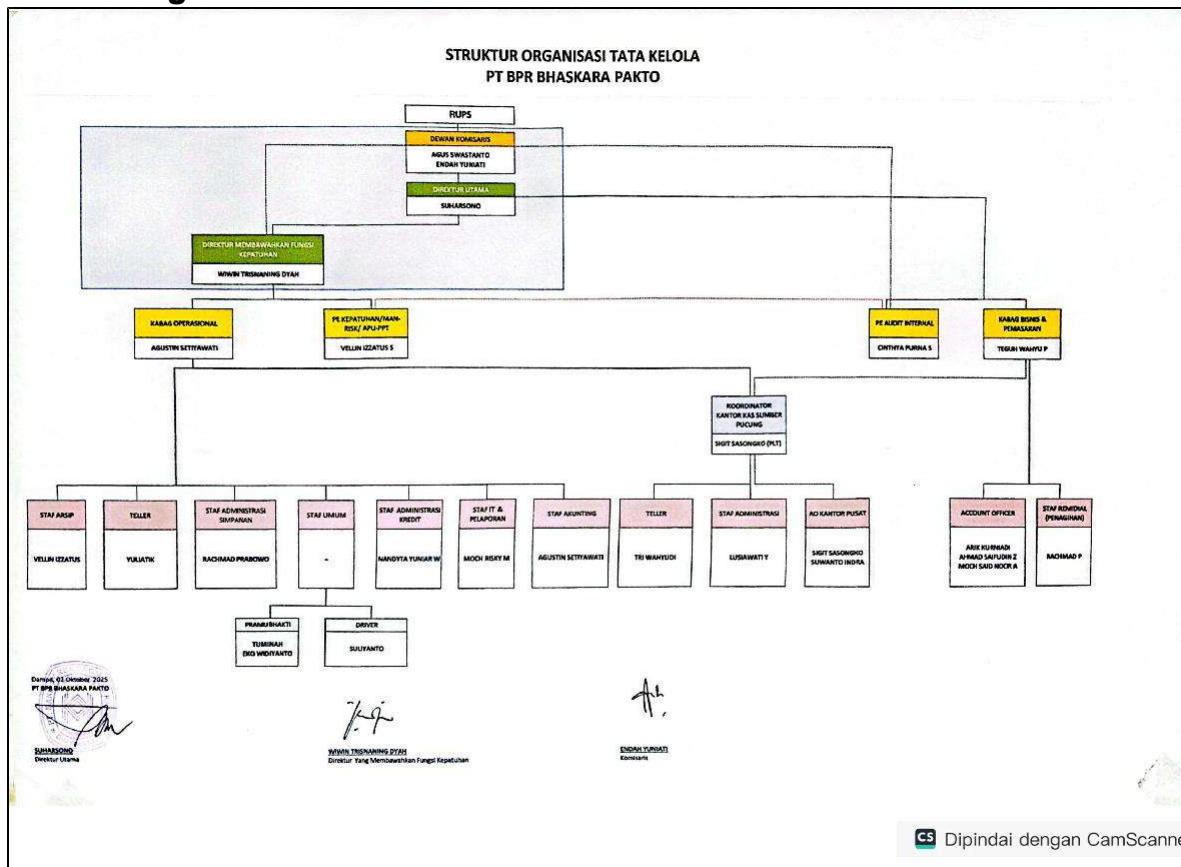 STRUKTUR ORGANISASI TATA KELOLA
PT BPR BHASKARA PAKTO
RUPS
DEWAN KOMISARIS
AGUS SWASTANTO
ENDAH YUNIATI
DIREKTUR UTAMA
SUHARSONO
DIREKTUR MEMBAWAHKAN FUNGSI
KEPATUHAN
WIWIN TRISNANING DYAH
KABAG OPERASIONAL
AGUSTIN SETIYAWATI
PE KEPATUHAN/MAN-
RISK/ APU-PPT
VELLIN IZZATUS S
PE AUDIT INTERNAL
CINTHYA PURNA S
KABAG BISNIS &
PEMASARAN
TEGUH WAHYU P
KOORDINATOR
KANTOR KAS SUMBER
PUCUNG
SIGIT SASONGKO (PLT)
STAF ARSIP
VELLIN IZZATUS
TELLER
YULIATIK
STAF ADMINISTRASI
SIMPANAN
RACHMAD PRABOWO
STAF UMUM
-
STAF ADMINISTRASI
KREDIT
NANDYTA YUNIAR W
STAF IT &
PELAPORAN
MOCH RISKY M
STAF AKUNTING
AGUSTIN SETIYAWATI
TELLER
TRI WAHYUDI
STAF ADMINISTRASI
LUSIAWATI Y
AO KANTOR PUSAT
SIGIT SASONGKO
SUWANTO INDRA
ACCOUNT OFFICER
ARIK KURNIADI
AHMAD SAIFUDIN Z
MOCH SAID NOOR A
STAF REMIDIAL
(PENAGIHAN)
RACHMAD P
PRAMUBHAKTI
TUMINAH
EKO WIDIYANTO
DRIVER
SULIYANTO
Dampit, 01 Oktober 2025
PT BPR BHASKARA PAKTO
SUHARSONO
Direktur Utama
WIWIN TRISNANING DYAH
Direktur Yang Membawahkan Fungsi Kepatuhan
ENDAH YUNIATI
Komisaris
CS Dipindai dengan CamScanne